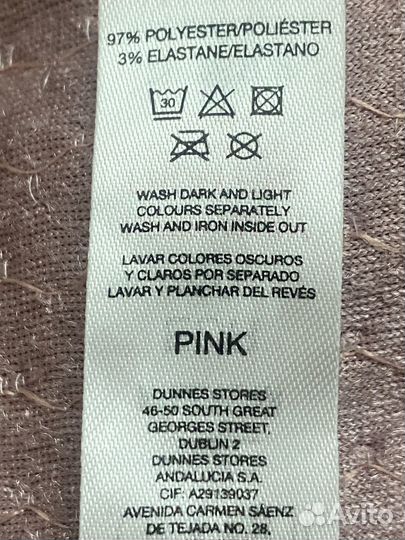 97% POLYESTER/POLIÉSTER
3% ELASTANE/ELASTANO
30
WASH DARK AND LIGHT
COLOURS SEPARATELY
WASH AND IRON INSIDE OUT
LAVAR COLORES OSCUROS
Y CLAROS POR SEPARADO
LAVAR Y PLANCHAR DEL REVÉS
PINK
DUNNES STORES
46-50 SOUTH GREAT
GEORGES STREET,
DUBLIN 2
DUNNES STORES
ANDALUCIA S.A.
CIF: A29139037
AVENIDA CARMEN SÁENZ
DE TEJADA NO. 28,
Avito